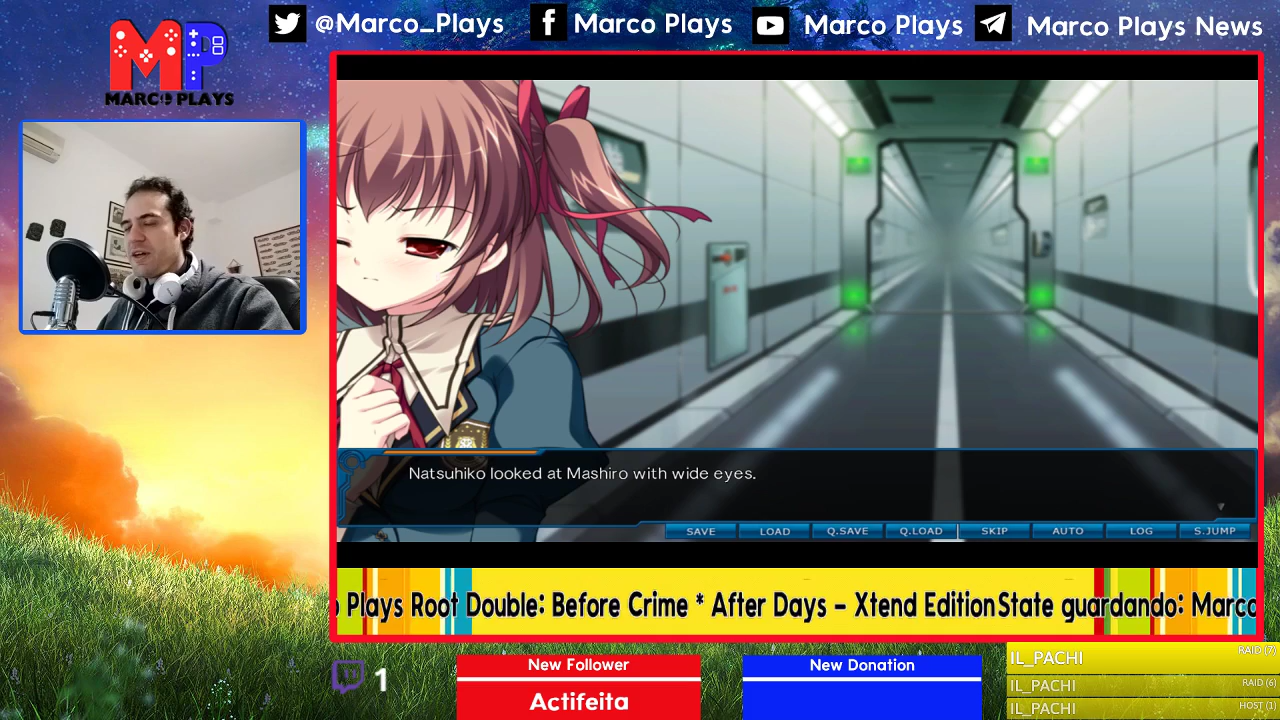 @Marco_Plays
Marco Plays
Marco Plays
Marco Plays News
MP
MARCO PLAYS
Natsuhiko looked at Mashiro with wide eyes.
SAVE
LOAD
Q.SAVE
Q.LOAD
SKIP
AUTO
LOG
S.JUMP
Plays Root Double: Before Crime * After Days - Xtend EditionState guardando: Marco
1
New Follower
Actifeita
New Donation
IL_PACHI
RAID (7)
IL_PACHI
RAID (6)
IL_PACHI
HOST (1)